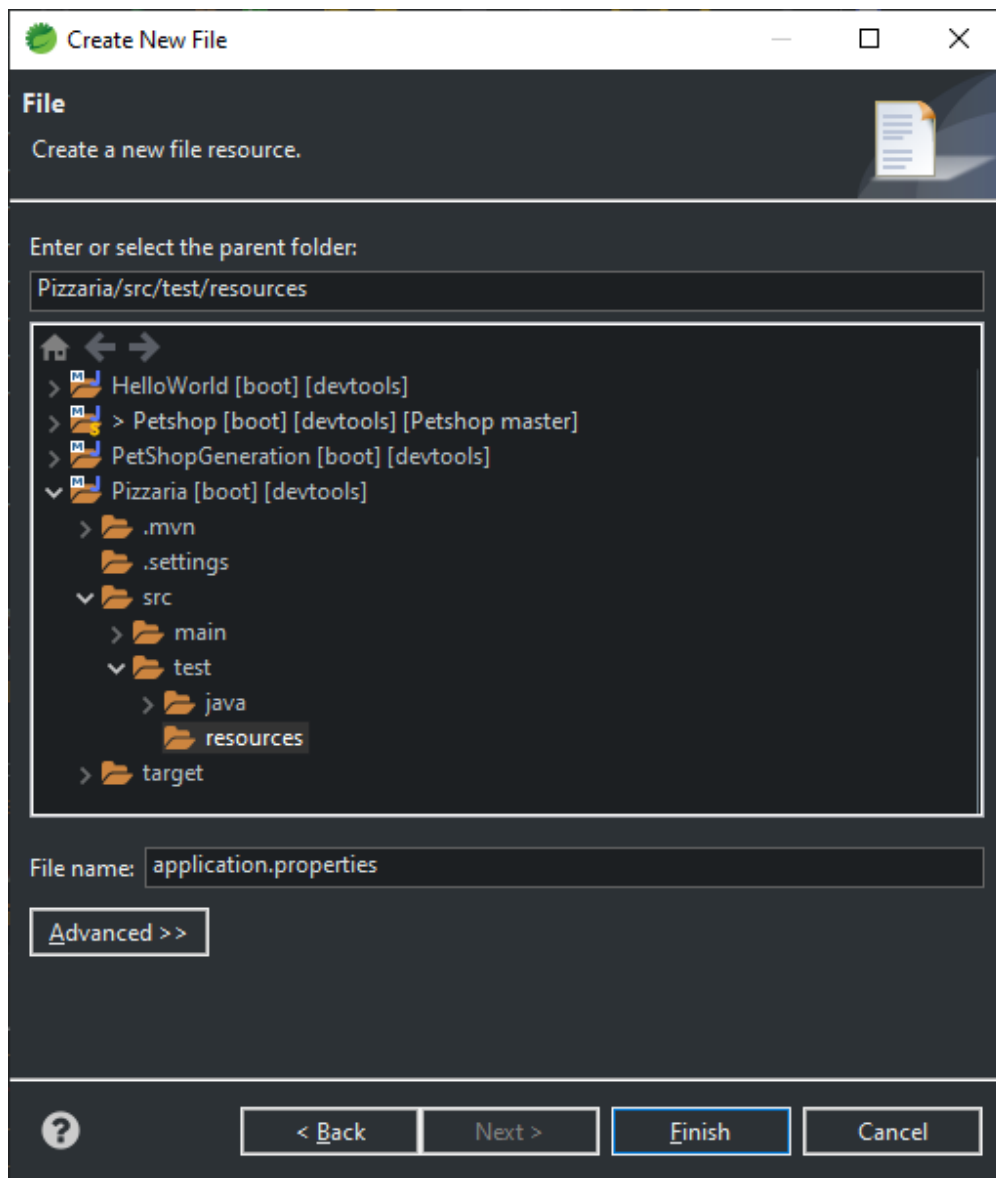 Create New File
File
Create a new file resource.
Enter or select the parent folder:
Pizzaria/src/test/resources
HelloWorld [boot] [devtools]
> Petshop [boot] [devtools] [Petshop master]
PetShopGeneration [boot] [devtools]
Pizzaria [boot] [devtools]
.mvn
.settings
src
main
test
java
resources
target
File name: application.properties
Advanced >>
< Back Next > Finish Cancel